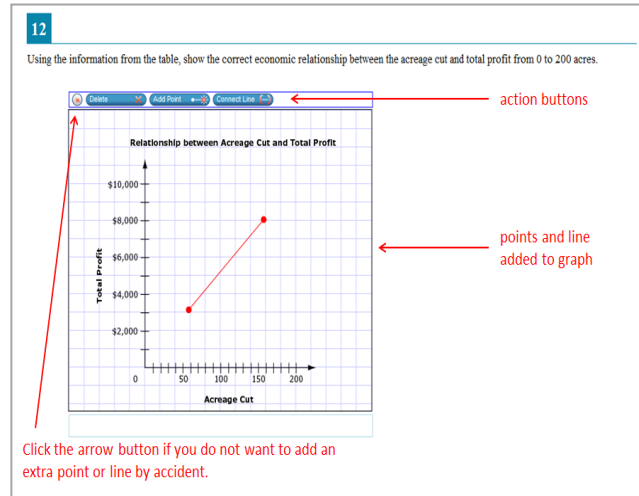 12
Using the information from the table, show the correct economic relationship between the acreage cut and total profit from 0 to 200 acres.
Delete Add Point Connect Line
action buttons
Relationship between Acreage Cut and Total Profit
$10,000
$8,000
$6,000
$4,000
$2,000
Total Profit
0 50 100 150 200
Acreage Cut
points and line
added to graph
Click the arrow button if you do not want to add an
extra point or line by accident.